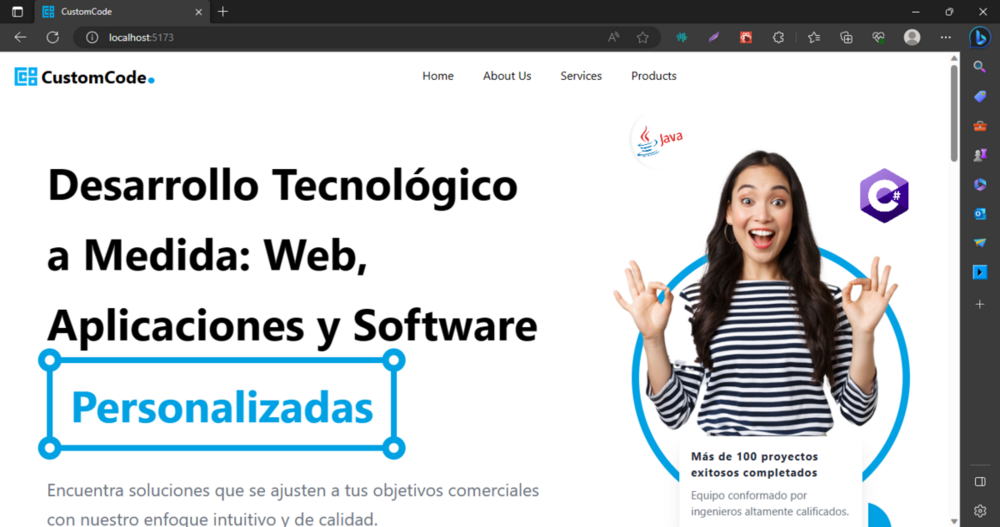 CustomCode
localhost:5173
CustomCode.
Home About Us Services Products
Java
C#
Desarrollo Tecnológico
a Medida: Web,
Aplicaciones y Software
Personalizadas
Encuentra soluciones que se ajusten a tus objetivos comerciales
con nuestro enfoque intuitivo y de calidad.
Más de 100 proyectos
exitosos completados
Equipo conformado por
ingenieros altamente calificados.